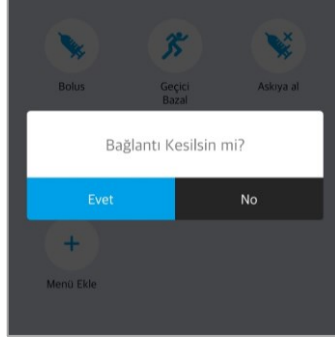 Bolus
Geçici
Bazal
Askıya al
Bağlantı Kesilsin mi?
Evet
No
Menü Ekle